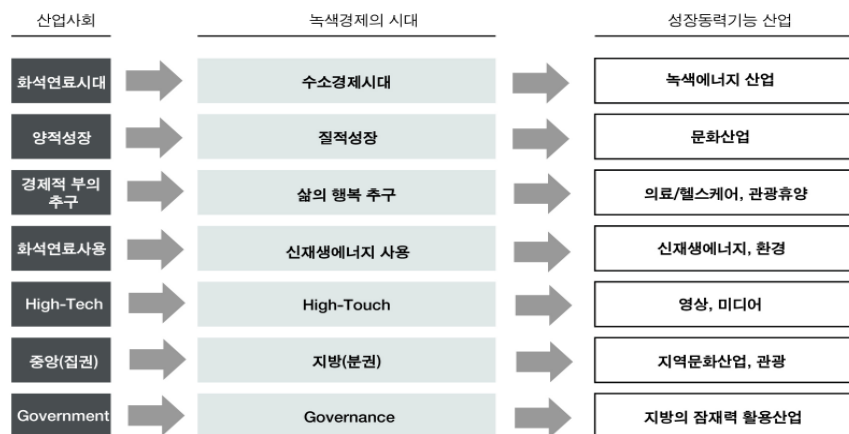 산업사회 녹색경제의 시대 성장동력기능 산업
화석연료시대 수소경제시대 녹색에너지 산업
양적성장 질적성장 문화산업
경제적 부의
추구 삶의 행복 추구 의료/헬스케어, 관광휴양
화석연료사용 신재생에너지 사용 신재생에너지, 환경
High-Tech High-Touch 영상, 미디어
중앙(집권) 지방(분권) 지역문화산업, 관광
Government Governance 지방의 잠재력 활용산업